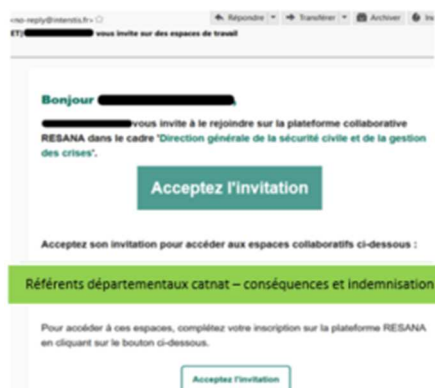 no-reply@interstis.fr>
Répondre
Transférer
Archiver
ET]
vous invite sur des espaces de travail
Bonjour
vous invite à rejoindre sur la plateforme collaborative
RESANA dans le cadre 'Direction générale de la sécurité civile et de la gestion
des crises'.
Acceptez l'invitation
Acceptez son invitation pour accéder aux espaces collaboratifs ci-dessous :
Référents départementaux catnat – conséquences et indemnisation
Pour accéder à ces espaces, complétez votre inscription sur la plateforme RESANA
en cliquant sur le bouton ci-dessous.
Acceptez l'invitation